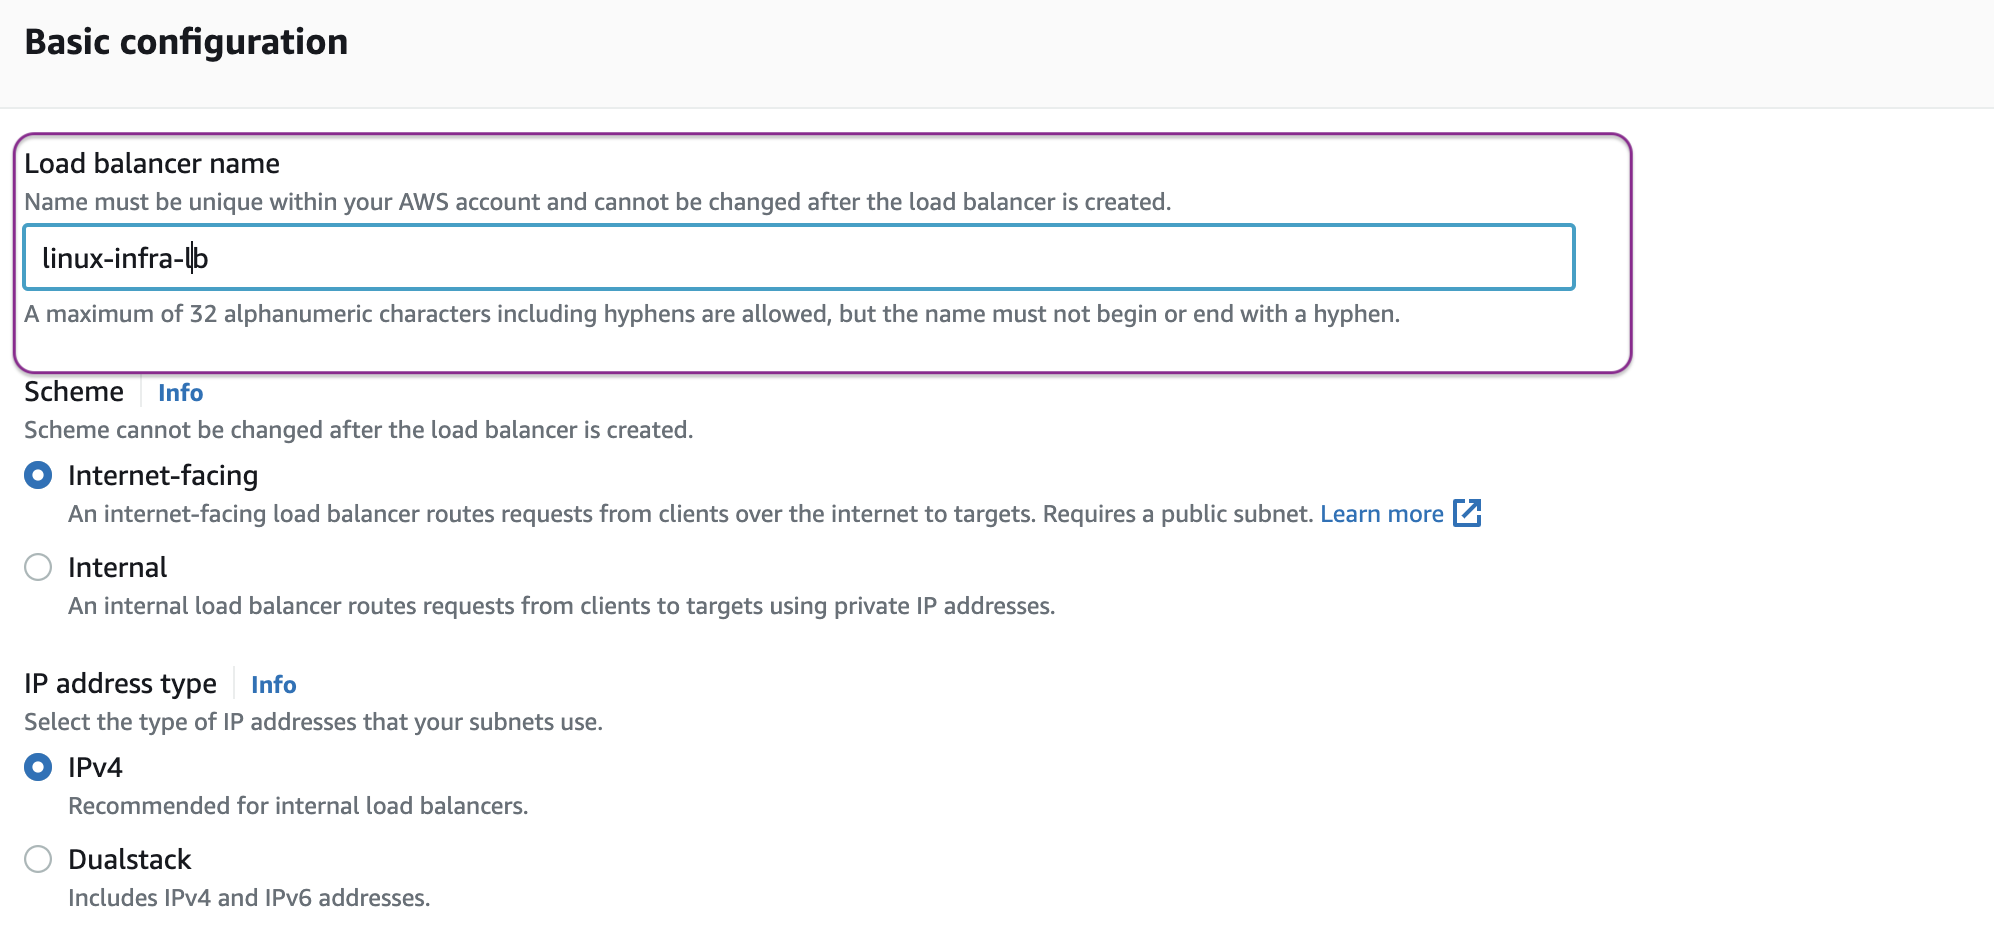 Basic configuration
Load balancer name
Name must be unique within your AWS account and cannot be changed after the load balancer is created.
linux-infra-lb
A maximum of 32 alphanumeric characters including hyphens are allowed, but the name must not begin or end with a hyphen.
Scheme Info
Scheme cannot be changed after the load balancer is created.
Internet-facing
An internet-facing load balancer routes requests from clients over the internet to targets. Requires a public subnet. Learn more
Internal
An internal load balancer routes requests from clients to targets using private IP addresses.
IP address type Info
Select the type of IP addresses that your subnets use.
IPv4
Recommended for internal load balancers.
Dualstack
Includes IPv4 and IPv6 addresses.